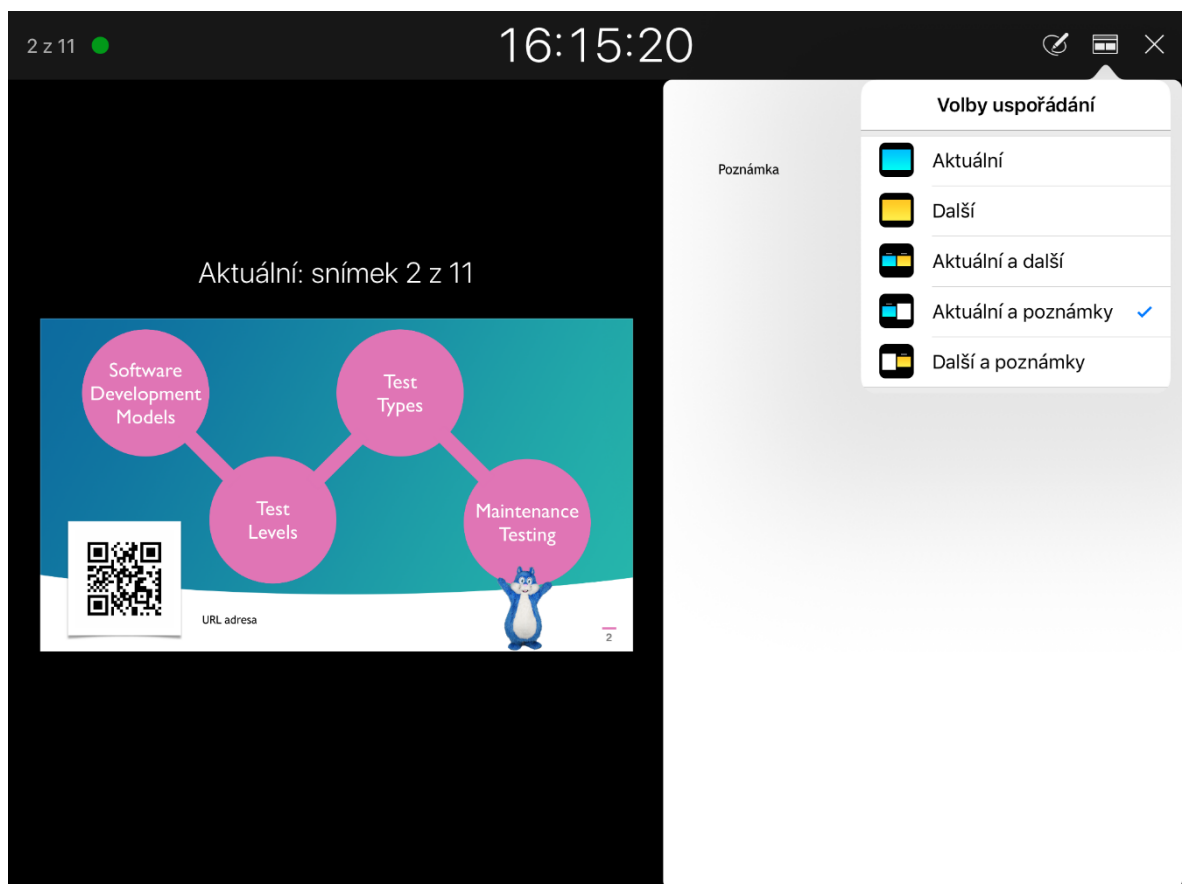 2 z 11
16:15:20
Volby uspořádání
Aktuální
Další
Aktuální a další
Aktuální a poznámky
Další a poznámky
Poznámka
Aktuální: snímek 2 z 11
Software
Development
Models
Test
Types
Test
Levels
Maintenance
Testing
URL adresa
2